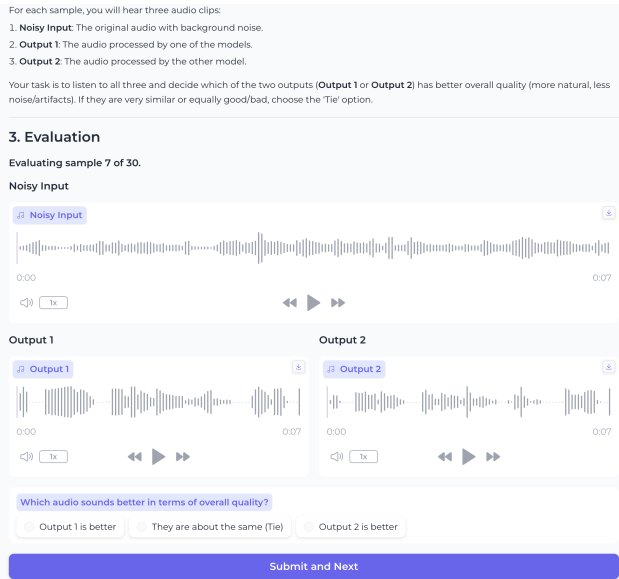 For each sample, you will hear three audio clips:
1. Noisy Input: The original audio with background noise.
2. Output 1: The audio processed by one of the models.
3. Output 2: The audio processed by the other model.
Your task is to listen to all three and decide which of the two outputs (Output 1 or Output 2) has better overall quality (more natural, less
noise/artifacts). If they are very similar or equally good/bad, choose the 'Tie' option.
3. Evaluation
Evaluating sample 7 of 30.
Noisy Input
Noisy Input
0:00 0:07
1x
Output 1 Output 2
Output 1 Output 2
0:00 0:07 0:00 0:07
1x 1x
Which audio sounds better in terms of overall quality?
Output 1 is better They are about the same (Tie) Output 2 is better
Submit and Next